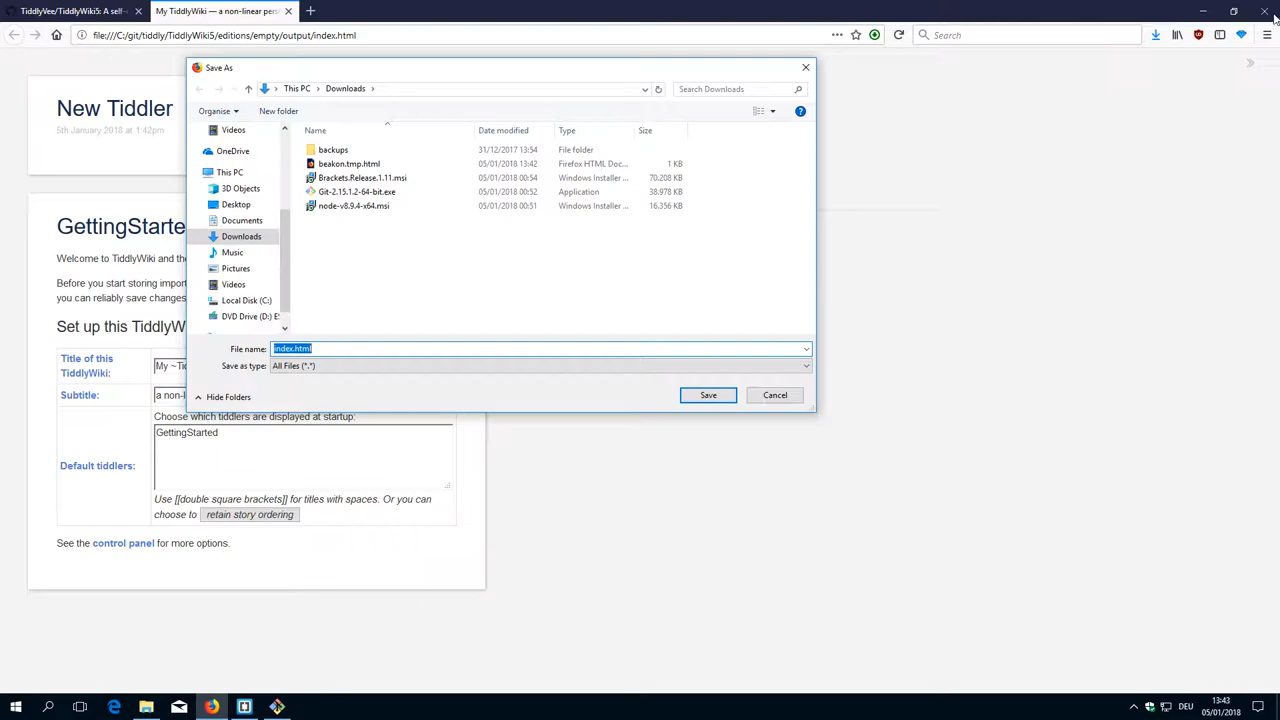 TiddlyVee/TiddlyWiki5: A self-
My TiddlyWiki — a non-linear pers
file:///C:/git/tiddly/TiddlyWiki5/editions/empty/output/index.html
Search
New Tiddler
5th January 2018 at 1:42pm
GettingStarte
Welcome to TiddlyWiki and the
Before you start storing import
you can reliably save changes
Set up this TiddlyW
Title of this
TiddlyWiki:
My ~Tid
Subtitle:
a non-l
Choose which tiddlers are displayed at startup:
GettingStarted
Default tiddlers:
Use [[double square brackets]] for titles with spaces. Or you can
choose to retain story ordering
See the control panel for more options.
Save As
This PC
Downloads
Search Downloads
Organise
New folder
Videos
OneDrive
This PC
3D Objects
Desktop
Documents
Downloads
Music
Pictures
Videos
Local Disk (C:)
DVD Drive (D:) E
Name Date modified Type Size
backups 31/12/2017 13:54 File folder
beakon.tmp.html 05/01/2018 13:42 Firefox HTML Doc... 1 KB
Brackets.Release.1.11.msi 05/01/2018 00:54 Windows Installer ... 70.208 KB
Git-2.15.1.2-64-bit.exe 05/01/2018 00:52 Application 38.978 KB
node-v8.9.4-x64.msi 05/01/2018 00:51 Windows Installer ... 16.356 KB
File name: index.html
Save as type: All Files (*.*)
Hide Folders
Save
Cancel
DEU
13:43
05/01/2018